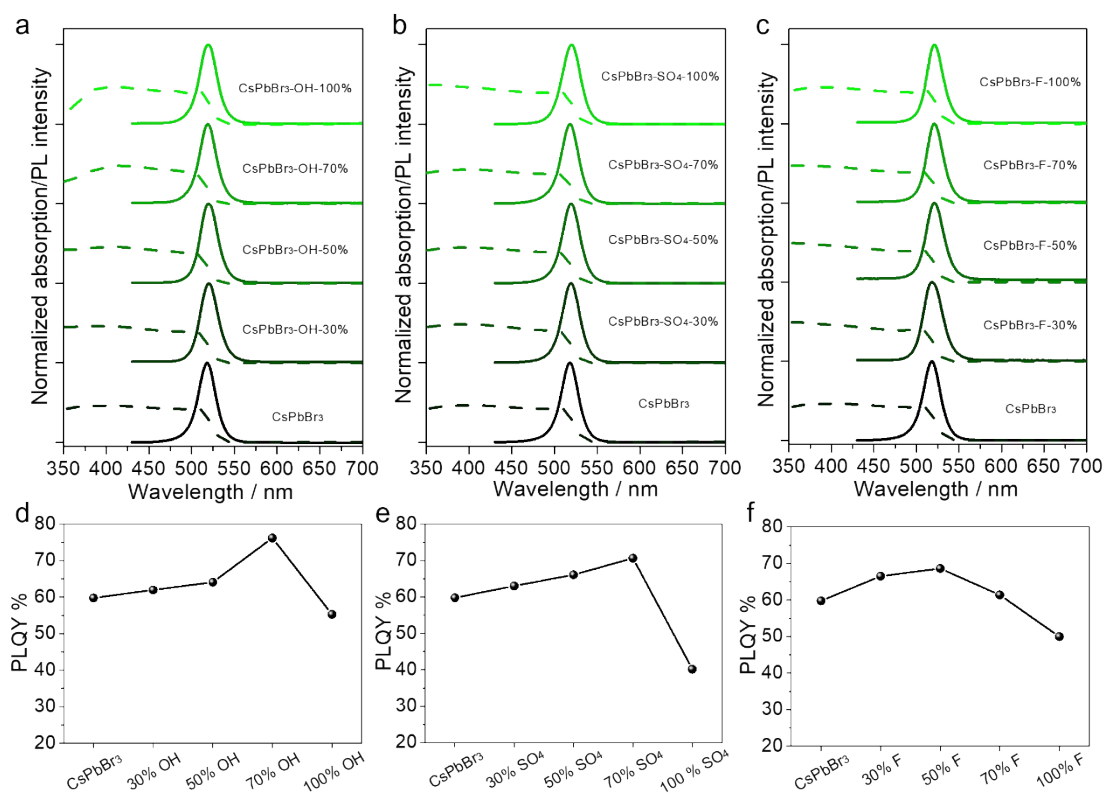 a
Normalized absorption/PL intensity
CsPbBr₃-OH-100%
CsPbBr₃-OH-70%
CsPbBr₃-OH-50%
CsPbBr₃-OH-30%
CsPbBr₃
350 400 450 500 550 600 650 700
Wavelength / nm
b
Normalized absorption/PL intensity
CsPbBr₃-SO₄-100%
CsPbBr₃-SO₄-70%
CsPbBr₃-SO₄-50%
CsPbBr₃-SO₄-30%
CsPbBr₃
350 400 450 500 550 600 650 700
Wavelength / nm
c
Normalized absorption/PL intensity
CsPbBr₃-F-100%
CsPbBr₃-F-70%
CsPbBr₃-F-50%
CsPbBr₃-F-30%
CsPbBr₃
350 400 450 500 550 600 650 700
Wavelength / nm
d
PLQY %
80
70
60
50
40
30
20
CsPbBr₃ 30% OH 50% OH 70% OH 100% OH
e
PLQY %
80
70
60
50
40
30
20
CsPbBr₃ 30% SO₄ 50% SO₄ 70% SO₄ 100 % SO₄
f
PLQY %
80
70
60
50
40
30
20
CsPbBr₃ 30% F 50% F 70% F 100% F